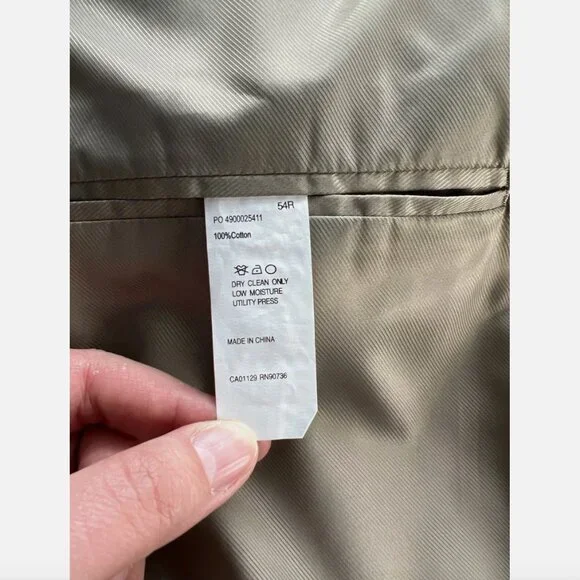 54R
PO 4900025411
100%Cotton
DRY CLEAN ONLY
LOW MOISTURE
UTILITY PRESS
MADE IN CHINA
CA01129 RN90736